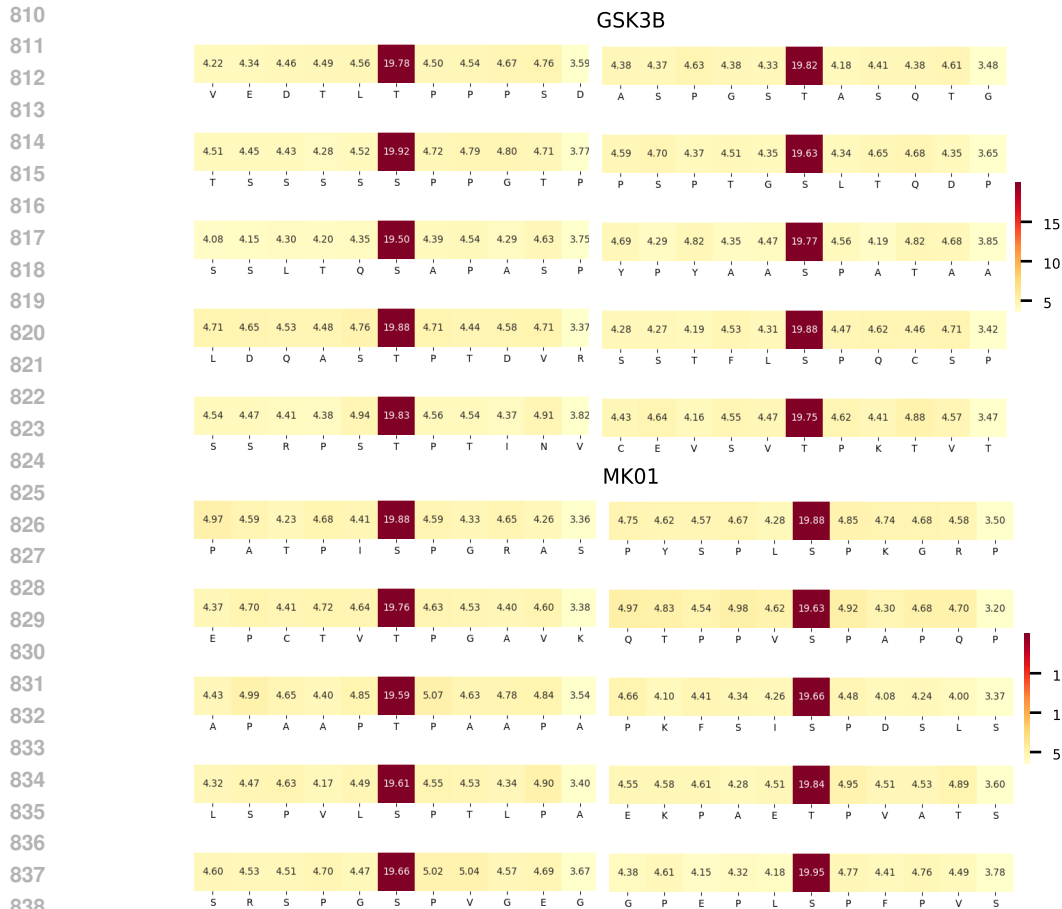 810
GSK3B
811
4.22 4.34 4.46 4.49 4.56 19.78 4.50 4.54 4.67 4.76 3.59 4.38 4.37 4.63 4.38 4.33 19.82 4.18 4.41 4.38 4.61 3.48
812
V E D T L T P P P S D A S P G S T A S Q T G
813
814
4.51 4.45 4.43 4.28 4.52 19.92 4.72 4.79 4.80 4.71 3.77 4.59 4.70 4.37 4.51 4.35 19.63 4.34 4.65 4.68 4.35 3.65
815
T S S S S S P P G T P P S P T G S L T Q D P
816
817
4.08 4.15 4.30 4.20 4.35 19.50 4.39 4.54 4.29 4.63 3.75 4.69 4.29 4.82 4.35 4.47 19.77 4.56 4.19 4.82 4.68 3.85
15
818
S S L T Q S A P A S P Y P Y A A S P A T A A
10
819
5
820
4.71 4.65 4.53 4.48 4.76 19.88 4.71 4.44 4.58 4.71 3.37 4.28 4.27 4.19 4.53 4.31 19.88 4.47 4.62 4.46 4.71 3.42
821
L D Q A S T P T D V R S S T F L S P Q C S P
822
823
4.54 4.47 4.41 4.38 4.94 19.83 4.56 4.54 4.37 4.91 3.82 4.43 4.64 4.16 4.55 4.47 19.75 4.62 4.41 4.88 4.57 3.47
824
S S R P S T P T I N V C E V S V T P K T V T
MK01
825
826
4.97 4.59 4.23 4.68 4.41 19.88 4.59 4.33 4.65 4.26 3.36 4.75 4.62 4.57 4.67 4.28 19.88 4.85 4.74 4.68 4.58 3.50
827
P A T P I S P G R A S P Y S P L S P K G R P
828
829
4.37 4.70 4.41 4.72 4.64 19.76 4.63 4.53 4.40 4.60 3.38 4.97 4.83 4.54 4.98 4.62 19.63 4.92 4.30 4.68 4.70 3.20
830
E P C T V T P G A V K Q T P P V S P A P Q P
1
831
4.43 4.99 4.65 4.40 4.85 19.59 5.07 4.63 4.78 4.84 3.54 4.66 4.10 4.41 4.34 4.26 19.66 4.48 4.08 4.24 4.00 3.37
1
832
A P A A P T P A A P A P K F S I S P D S L S
833
5
834
4.32 4.47 4.63 4.17 4.49 19.61 4.55 4.53 4.34 4.90 3.40 4.55 4.58 4.61 4.28 4.51 19.84 4.95 4.51 4.53 4.89 3.60
835
L S P V L S P T L P A E K P A E T P V A T S
836
837
4.60 4.53 4.51 4.70 4.47 19.66 5.02 5.04 4.57 4.69 3.67 4.38 4.61 4.15 4.32 4.18 19.95 4.77 4.41 4.76 4.49 3.78
838
S R S P G S P V G E G G P E P L S P F P V S